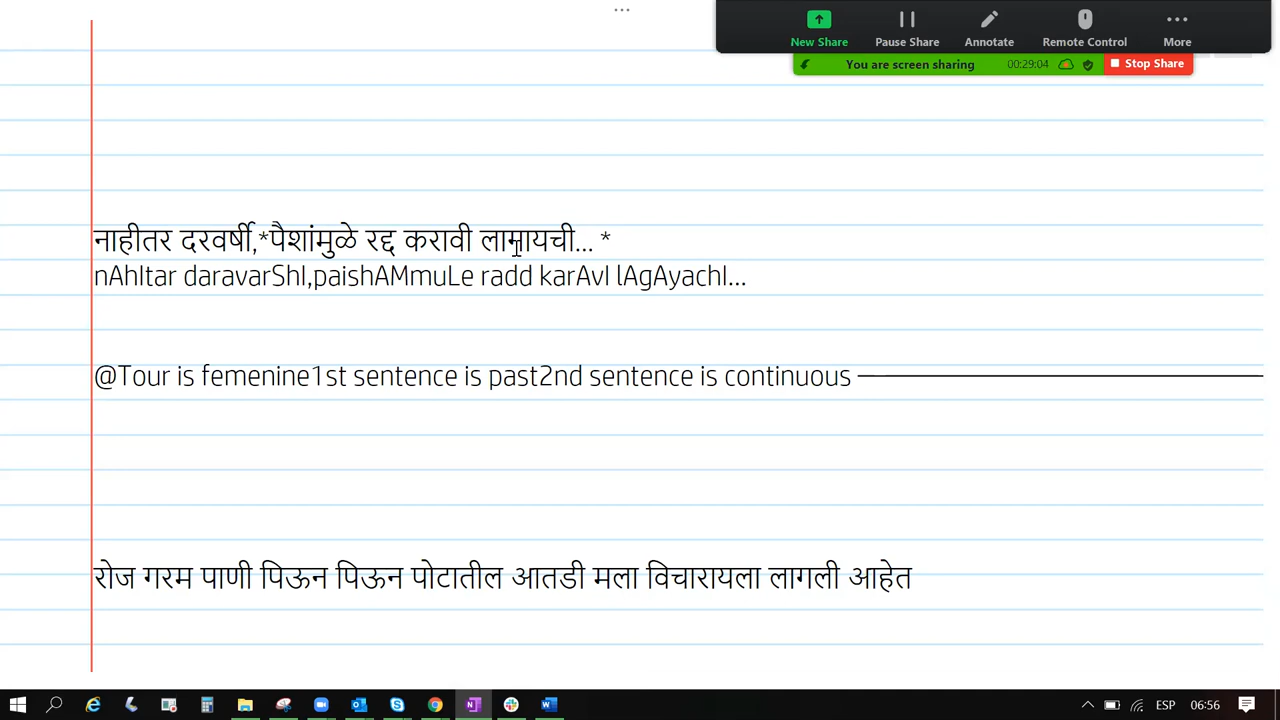 New Share
Pause Share
Annotate
Remote Control
More
You are screen sharing
00:29:04
Stop Share
नाहीतर दरवर्षी,*पैशांमुळे रद्द करावी लागायची... *
nAhItar daravarShI,paishAMmuLe radd karAvI lAgAyachI...
@Tour is femenine1st sentence is past2nd sentence is continuous
रोज गरम पाणी पिऊन पिऊन पोटातील आतडी मला विचारायला लागली आहेत
ESP
06:56